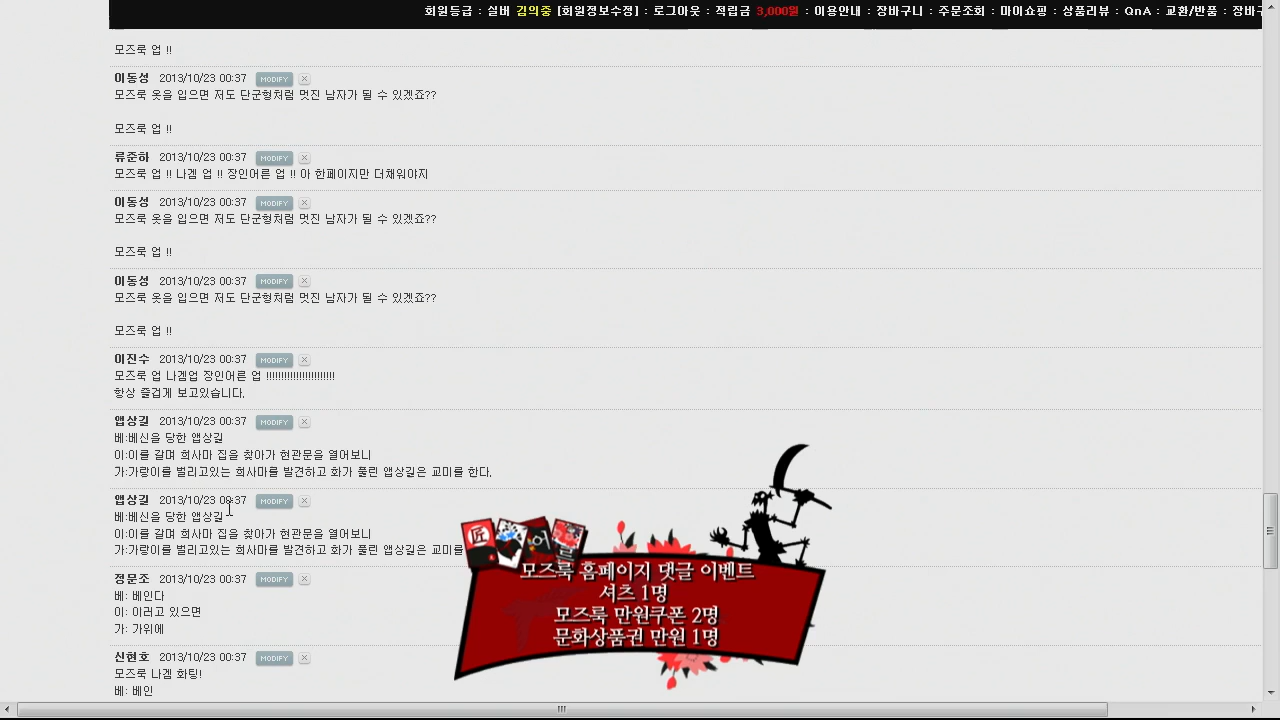 회원등급 : 실버 김의중 [회원정보수정] : 로그아웃 : 적립금 3,000원 : 이용안내 : 장바구니 : 주문조회 : 마이쇼핑 : 상품리뷰 : QnA : 교환/반품 : 장바구
모즈룩 업 !!
이동성 2013/10/23 00:37 MODIFY
모즈룩 옷을 입으면 저도 단군형처럼 멋진 남자가 될 수 있겠죠??
모즈룩 업 !!
류준하 2013/10/23 00:37 MODIFY
모즈룩 업 !! 나겜 업 !! 장인어른 업 !! 아 한페이지만 더채워야지
이동성 2013/10/23 00:37 MODIFY
모즈룩 옷을 입으면 저도 단군형처럼 멋진 남자가 될 수 있겠죠??
모즈룩 업 !!
이동성 2013/10/23 00:37 MODIFY
모즈룩 옷을 입으면 저도 단군형처럼 멋진 남자가 될 수 있겠죠??
모즈룩 업 !!
이진수 2013/10/23 00:37 MODIFY
모즈룩 업 나겜업 장인어른 업 !!!!!!!!!!!!!!!!!!!!!!!
항상 즐겁게 보고있습니다.
앱상길 2013/10/23 00:37 MODIFY
베:베신을 당한 앱상길
이:이를 갈며 희사마 집을 찾아가 현관문을 열어보니
가:가랑이를 벌리고있는 희사마를 발견하고 화가 풀린 앱상길은 교미를 한다.
앱상길 2013/10/23 00:37 MODIFY
베:베신을 당한 앱상길
이:이를 갈며 희사마 집을 찾아가 현관문을 열어보니
가:가랑이를 벌리고있는 희사마를 발견하고 화가 풀린 앱상길은 교미를
정문조 2013/10/23 00:37 MODIFY
베: 베인다
이: 이러고 있으면
가: 가위에
신현호 2013/10/23 00:37 MODIFY
모즈룩 나겜 화팅!
베: 베인
匠
어
른
모즈룩 홈페이지 댓글 이벤트
셔츠 1명
모즈룩 만원쿠폰 2명
문화상품권 만원 1명